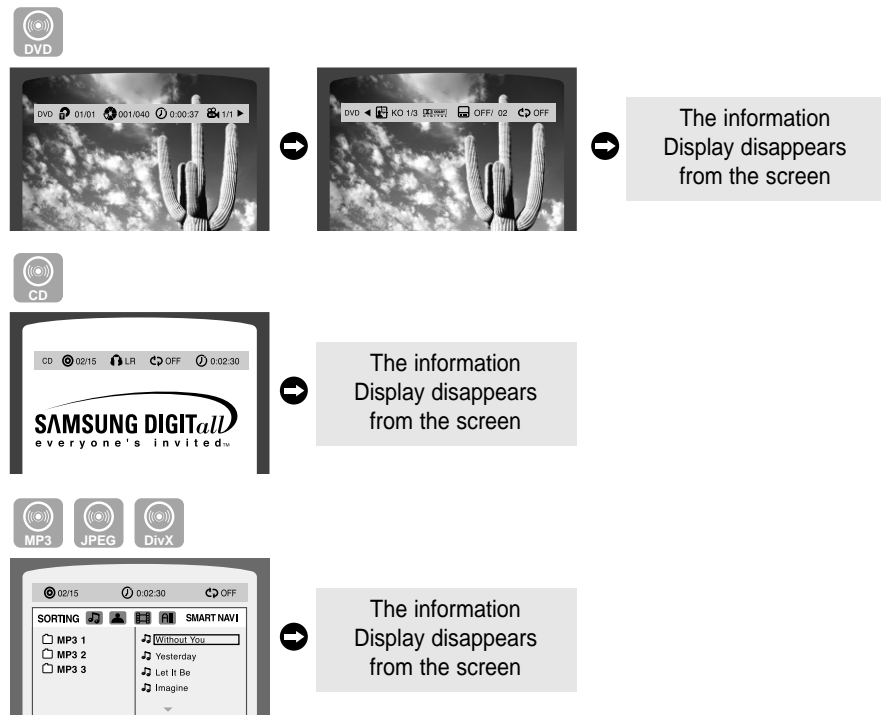 DVD
DVD 01/01 001/040 0:00:37 1/1
DVD KO 1/3 DOLBY DIGITAL OFF/ 02 OFF
The information
Display disappears
from the screen
CD
CD 02/15 LR OFF 0:02:30
SAMSUNG DIGITall
everyone's invited™
The information
Display disappears
from the screen
MP3 JPEG DivX
02/15 0:02:30 OFF
SORTING SMART NAVI
MP3 1
MP3 2
MP3 3
Without You
Yesterday
Let It Be
Imagine
The information
Display disappears
from the screen